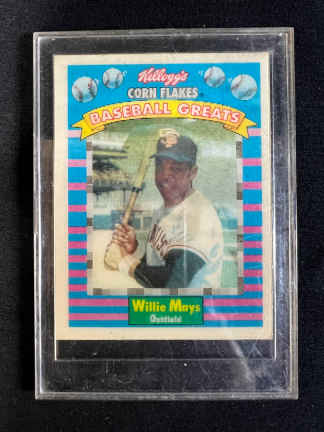 Kellogg's
CORN FLAKES
BASEBALL GREATS
Willie Mays
Outfield